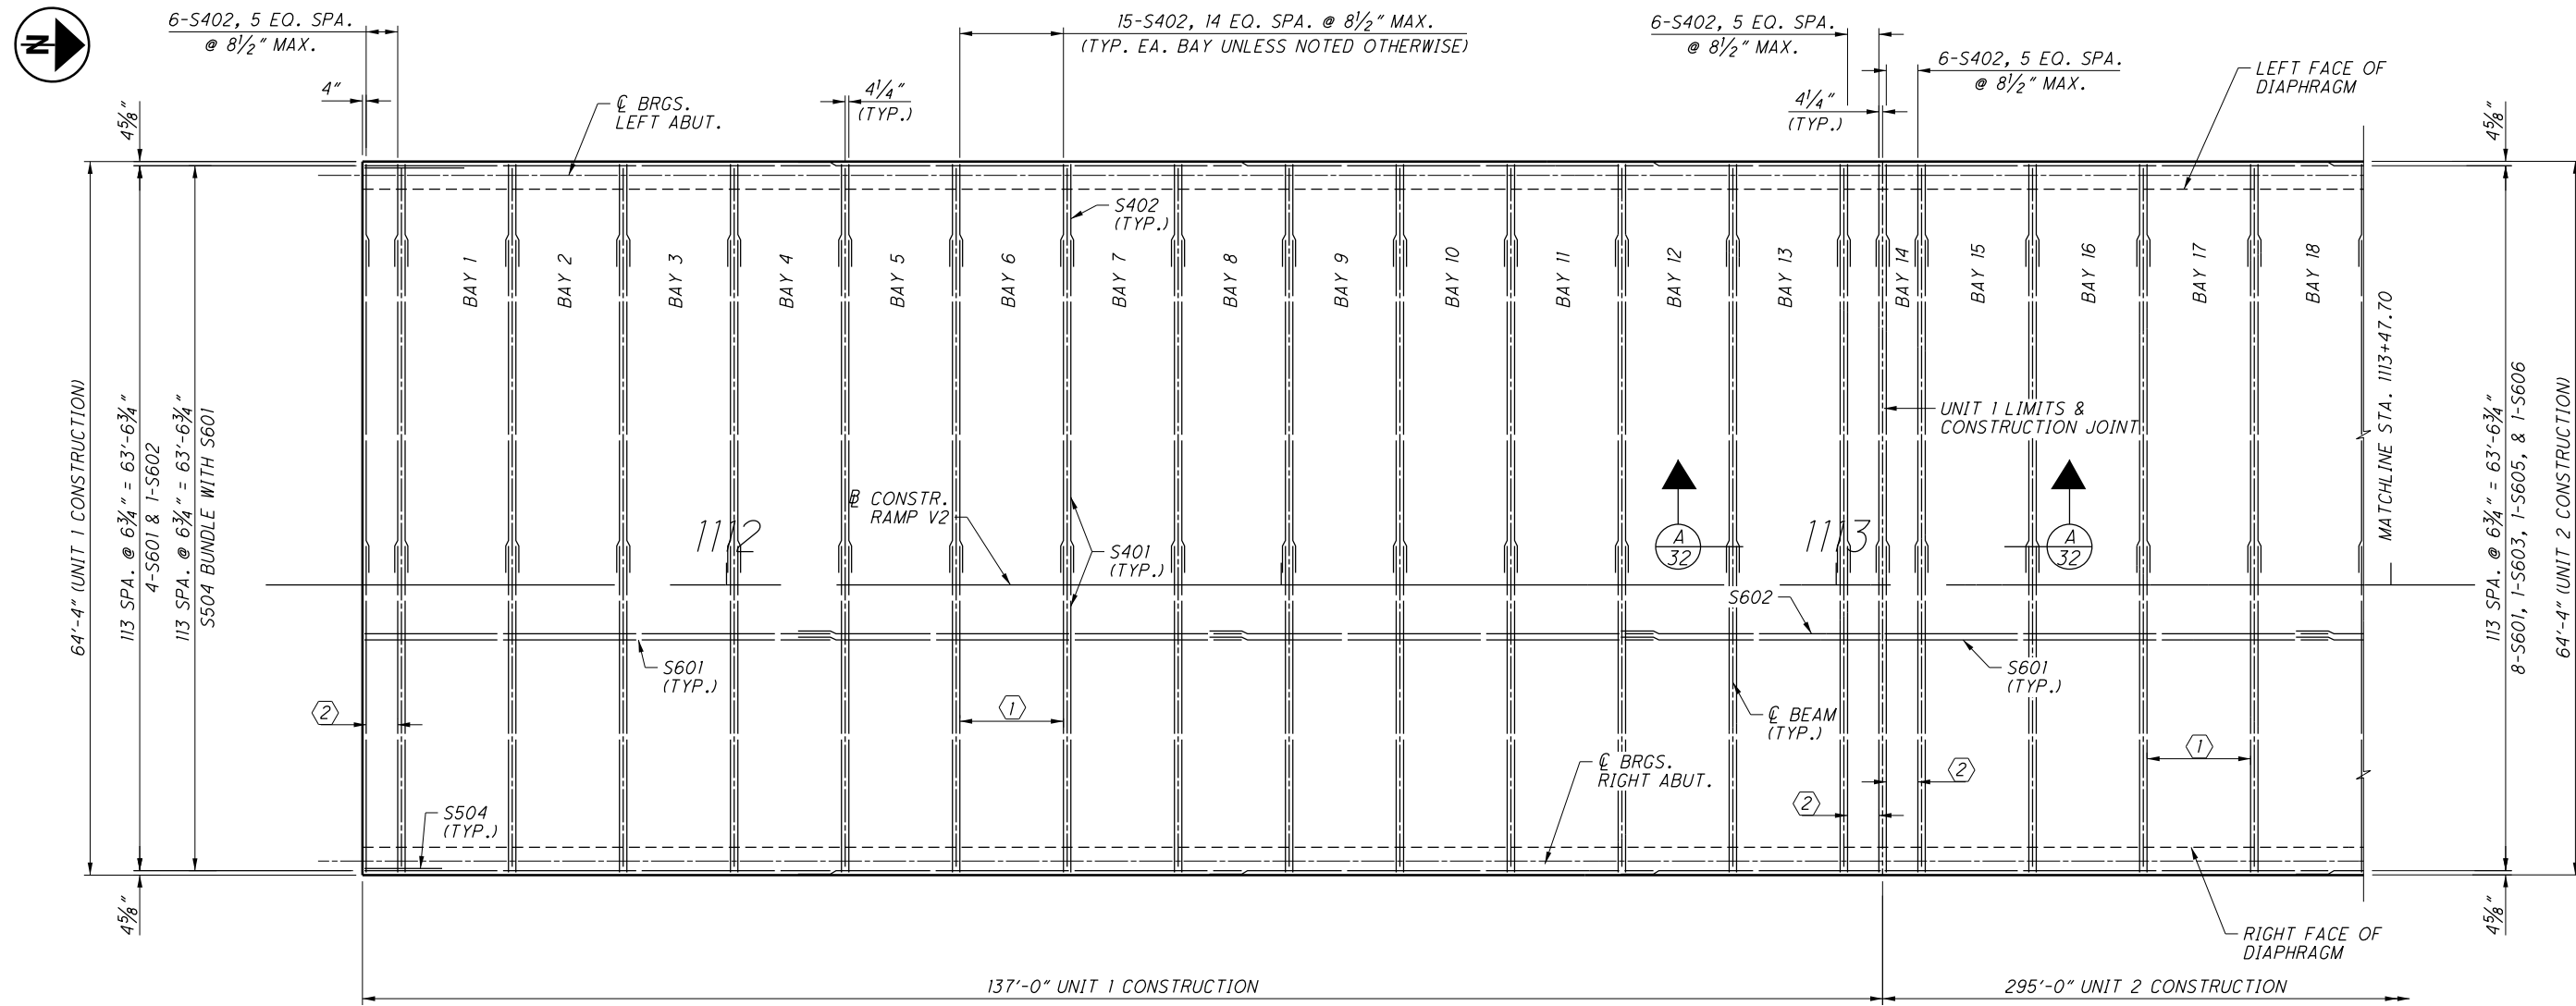 N
6-S402, 5 EQ. SPA.
@ 8½" MAX.
15-S402, 14 EQ. SPA. @ 8½" MAX.
(TYP. EA. BAY UNLESS NOTED OTHERWISE)
6-S402, 5 EQ. SPA.
@ 8½" MAX.
6-S402, 5 EQ. SPA.
@ 8½" MAX.
LEFT FACE OF
DIAPHRAGM
4"
℄ BRGS.
LEFT ABUT.
4¼"
(TYP.)
4¼"
(TYP.)
4⅝"
4⅝"
S402
(TYP.)
BAY 1
BAY 2
BAY 3
BAY 4
BAY 5
BAY 6
BAY 7
BAY 8
BAY 9
BAY 10
BAY 11
BAY 12
BAY 13
BAY 14
BAY 15
BAY 16
BAY 17
BAY 18
64'-4" (UNIT 1 CONSTRUCTION)
113 SPA. @ 6¾" = 63'-6¾"
4-S601 & 1-S602
113 SPA. @ 6¾" = 63'-6¾"
S504 BUNDLE WITH S601
UNIT 1 LIMITS &
CONSTRUCTION JOINT
MATCHLINE STA. 1113+47.70
113 SPA. @ 6¾" = 63'-6¾"
8-S601, 1-S603, 1-S605, & 1-S606
64'-4" (UNIT 2 CONSTRUCTION)
1112
B CONSTR.
RAMP V2
S401
(TYP.)
A
32
1113
A
32
S602
S601
(TYP.)
S601
(TYP.)
2
1
℄ BEAM
(TYP.)
1
℄ BRGS.
RIGHT ABUT.
2
2
S504
(TYP.)
4⅝"
4⅝"
RIGHT FACE OF
DIAPHRAGM
137'-0" UNIT 1 CONSTRUCTION
295'-0" UNIT 2 CONSTRUCTION